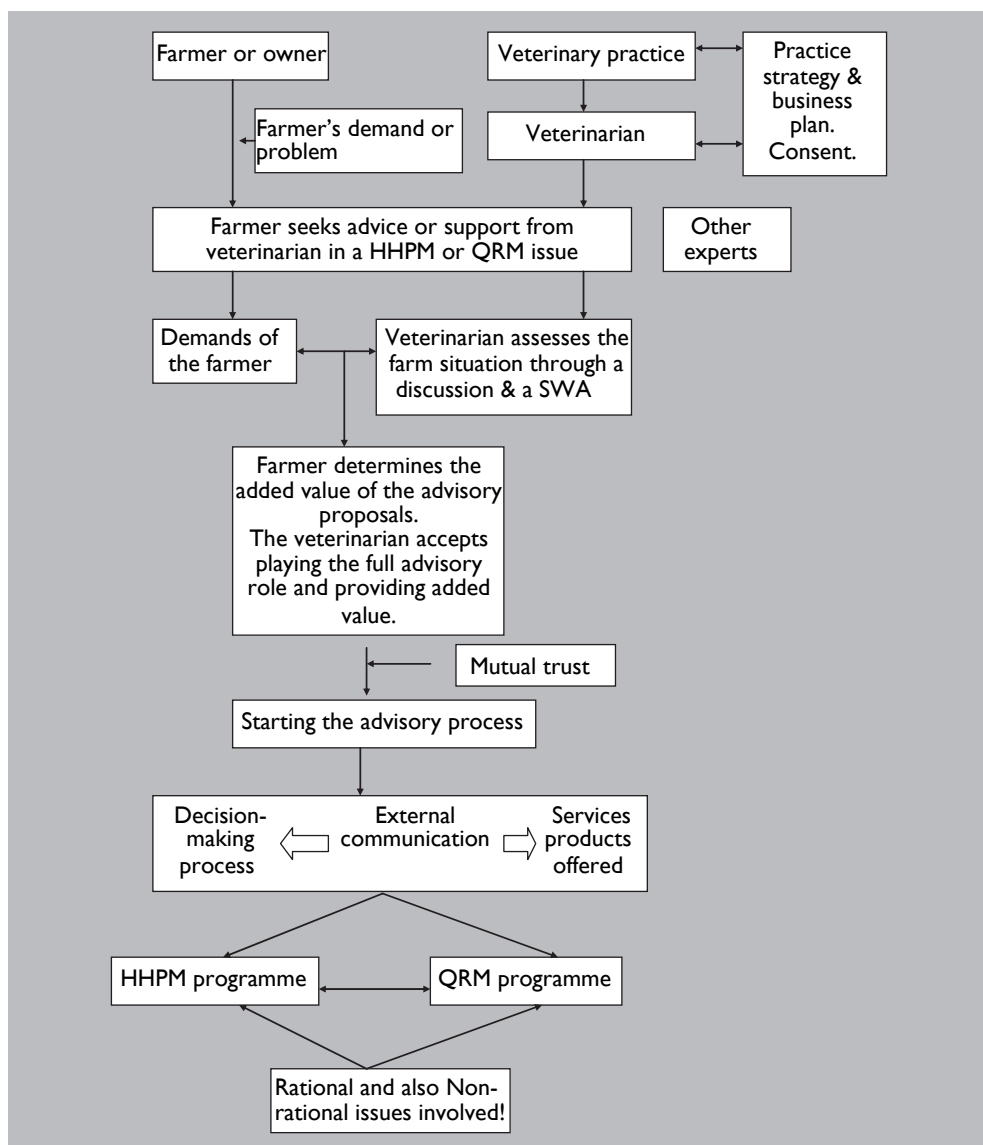 Farmer or owner
Veterinary practice
Practice
strategy &
business
plan.
Consent.
Farmer's demand or
problem
Veterinarian
Farmer seeks advice or support from
veterinarian in a HHPM or QRM issue
Other
experts
Demands of
the farmer
Veterinarian assesses the
farm situation through a
discussion & a SWA
Farmer determines the
added value of the advisory
proposals.
The veterinarian accepts
playing the full advisory
role and providing added
value.
Mutual trust
Starting the advisory process
Decision-
making
process
External
communication
Services
products
offered
HHPM programme
QRM programme
Rational and also Non-
rational issues involved!